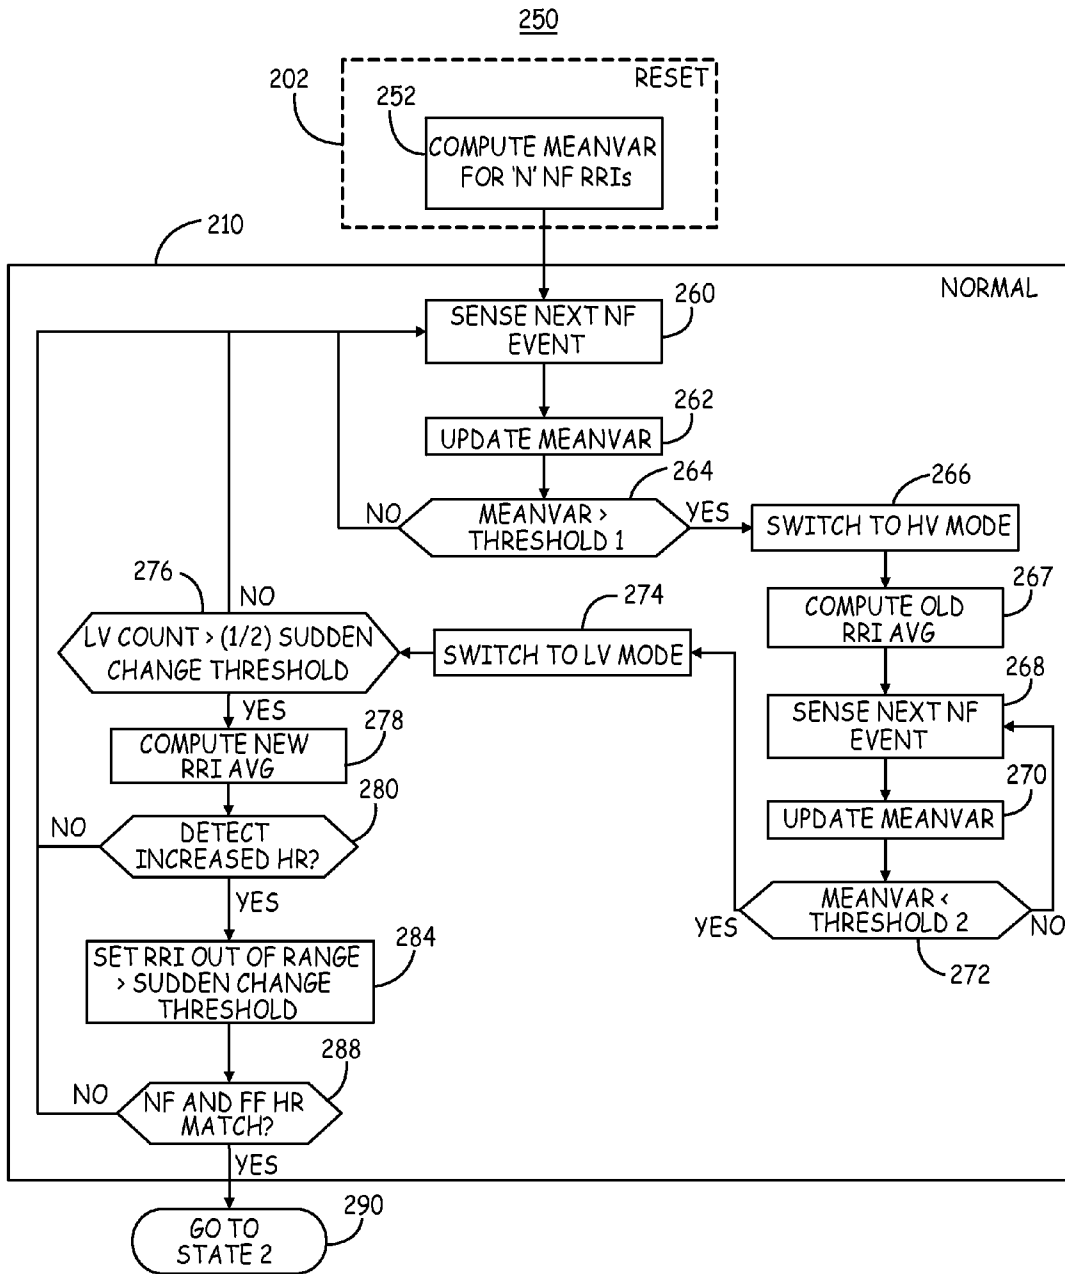 250
202
RESET
252
COMPUTE MEANVAR
FOR 'N' NF RRIs
210
NORMAL
260
SENSE NEXT NF
EVENT
262
UPDATE MEANVAR
264
NO
MEANVAR >
THRESHOLD 1
YES
266
SWITCH TO HV MODE
267
COMPUTE OLD
RRI AVG
268
SENSE NEXT NF
EVENT
270
UPDATE MEANVAR
YES
MEANVAR <
THRESHOLD 2
NO
272
274
SWITCH TO LV MODE
276
NO
LV COUNT > (1/2) SUDDEN
CHANGE THRESHOLD
YES
278
COMPUTE NEW
RRI AVG
280
NO
DETECT
INCREASED HR?
YES
284
SET RRI OUT OF RANGE
> SUDDEN CHANGE
THRESHOLD
288
NO
NF AND FF HR
MATCH?
YES
290
GO TO
STATE 2